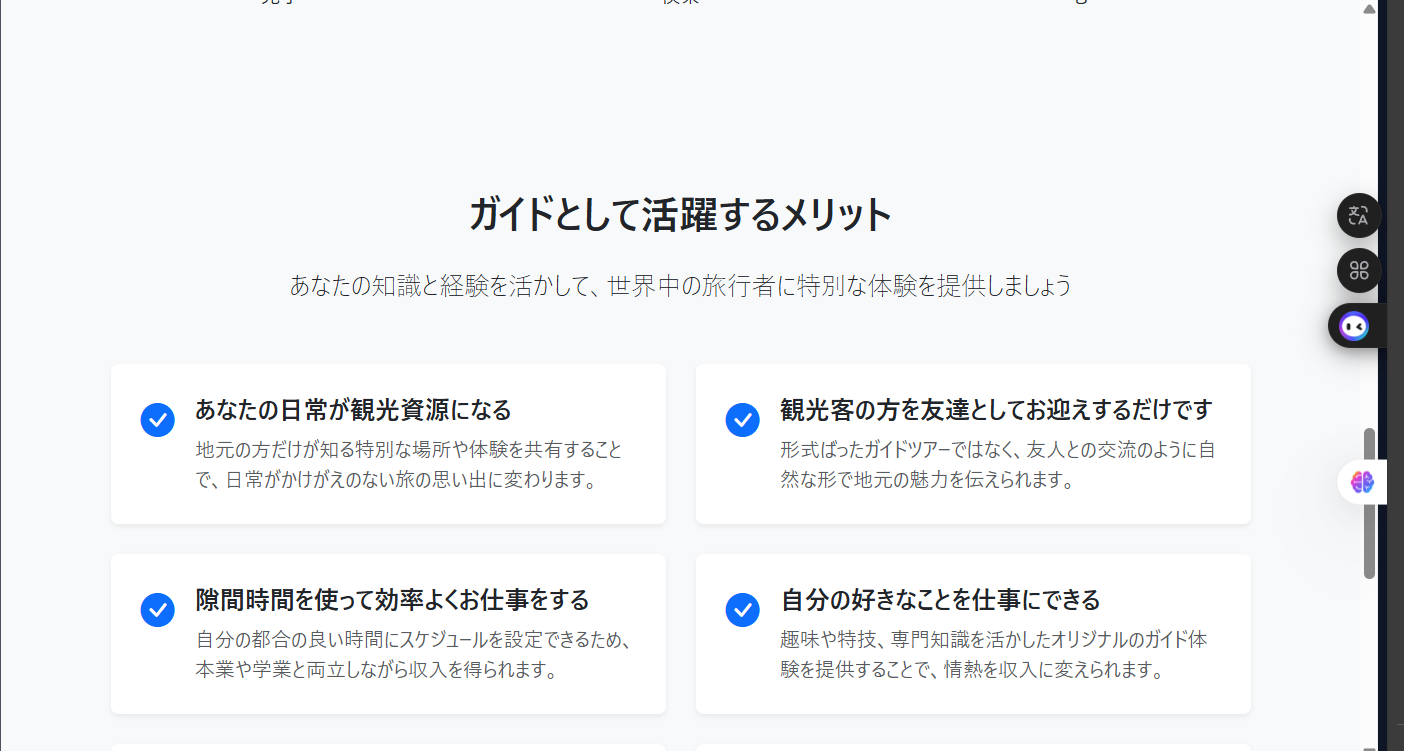 ガイドとして活躍するメリット
あなたの知識と経験を活かして、世界中の旅行者に特別な体験を提供しましょう
あなたの日常が観光資源になる
地元の方だけが知る特別な場所や体験を共有すること
で、日常がかけがえのない旅の思い出に変わります。
観光客の方を友達としてお迎えするだけです
形式ばったガイドツアーではなく、友人との交流のように自
然な形で地元の魅力を伝えられます。
隙間時間を使って効率よくお仕事をする
自分の都合の良い時間にスケジュールを設定できるため、
本業や学業と両立しながら収入を得られます。
自分の好きなことを仕事にできる
趣味や特技、専門知識を活かしたオリジナルのガイド体
験を提供することで、情熱を収入に変えられます。